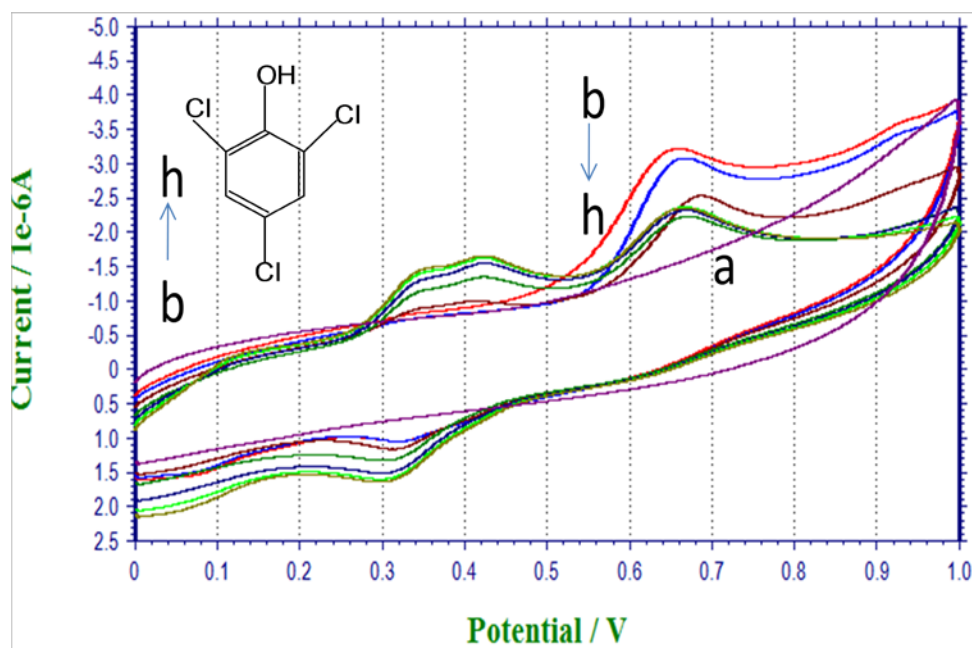 -5.0
-4.5
-4.0
-3.5
-3.0
-2.5
-2.0
-1.5
-1.0
-0.5
0
0.5
1.0
1.5
2.0
2.5
Current / 1e-6A
OH
Cl
Cl
Cl
h
b
b
h
a
0 0.1 0.2 0.3 0.4 0.5 0.6 0.7 0.8 0.9 1.0
Potential / V